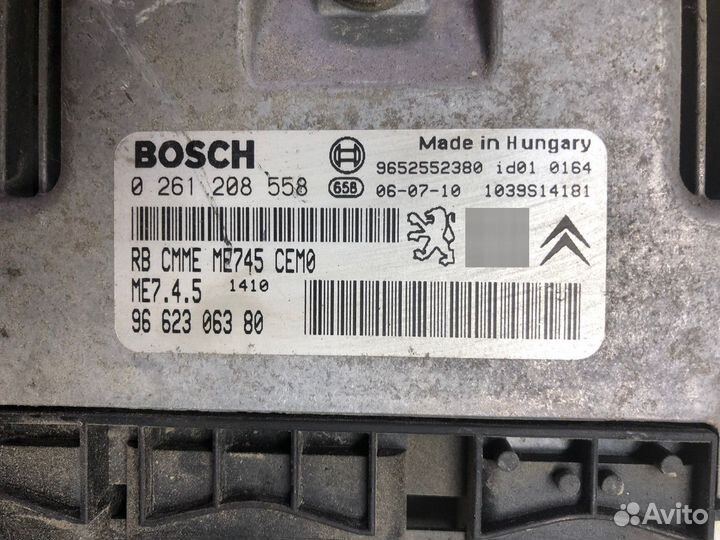 BOSCH
Made in Hungary
9652552380 id01 0164
0 261 208 558 658 06-07-10 1039S14181
RB CMME ME745 CEM0
ME7.4.5 1410
96 623 063 80
Avito